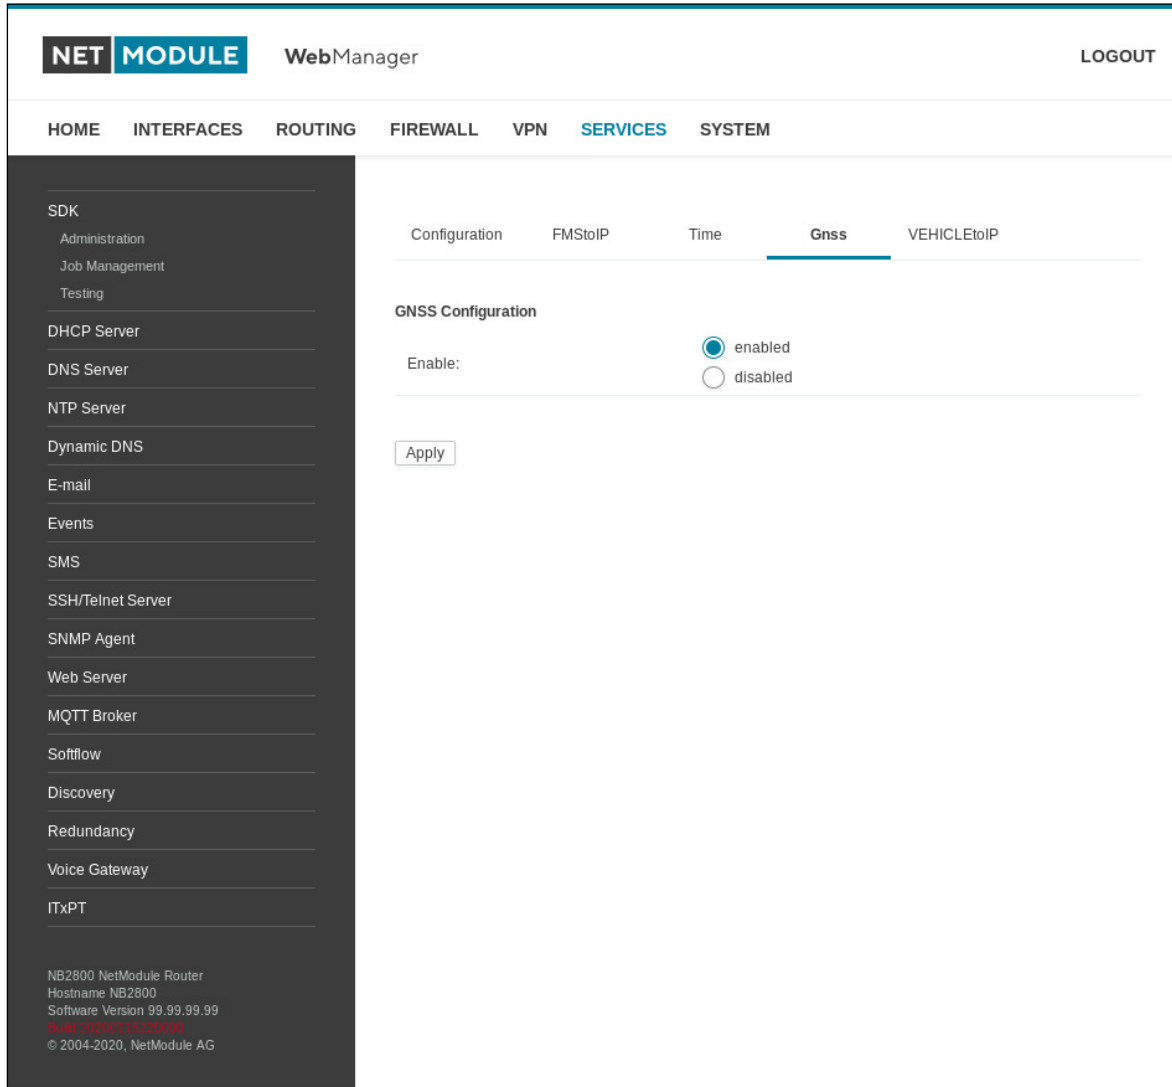 NET MODULE WebManager LOGOUT
HOME INTERFACES ROUTING FIREWALL VPN SERVICES SYSTEM
SDK
Administration
Job Management
Testing
DHCP Server
DNS Server
NTP Server
Dynamic DNS
E-mail
Events
SMS
SSH/Telnet Server
SNMP Agent
Web Server
MQTT Broker
Softflow
Discovery
Redundancy
Voice Gateway
ITxPT
NB2800 NetModule Router
Hostname NB2800
Software Version 99.99.99.99
Build
© 2004-2020, NetModule AG
Configuration FMStoIP Time Gnss VEHICLEtoIP
GNSS Configuration
Enable:
enabled
disabled
Apply